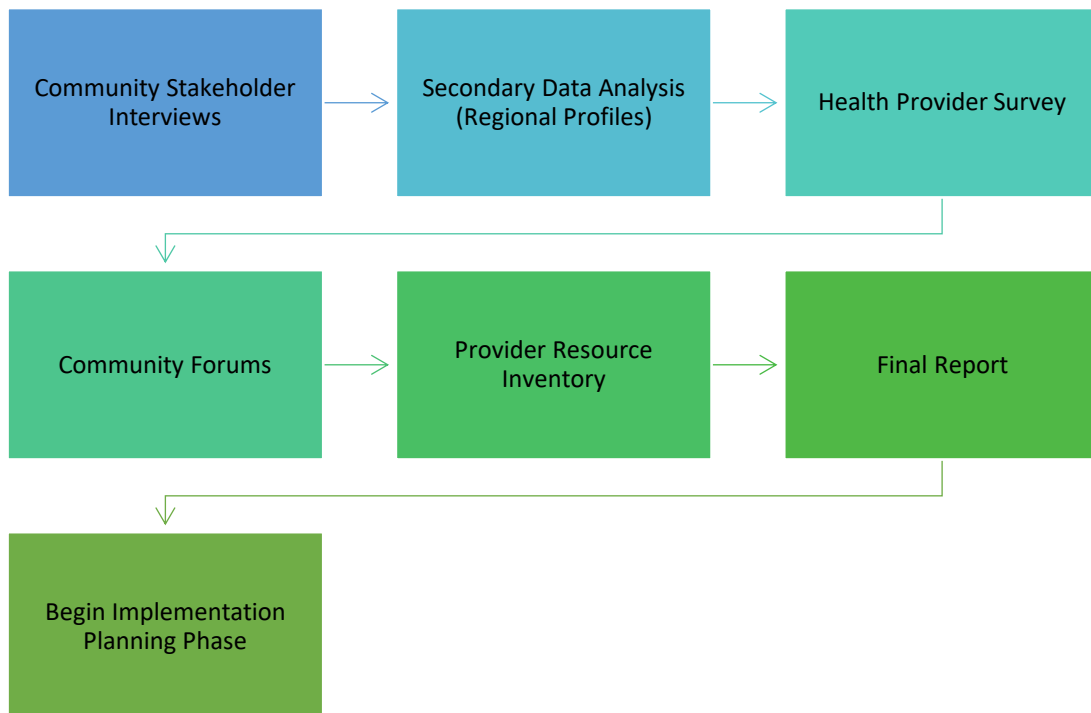 Community Stakeholder
Interviews
Secondary Data Analysis
(Regional Profiles)
Health Provider Survey
Community Forums
Provider Resource
Inventory
Final Report
Begin Implementation
Planning Phase